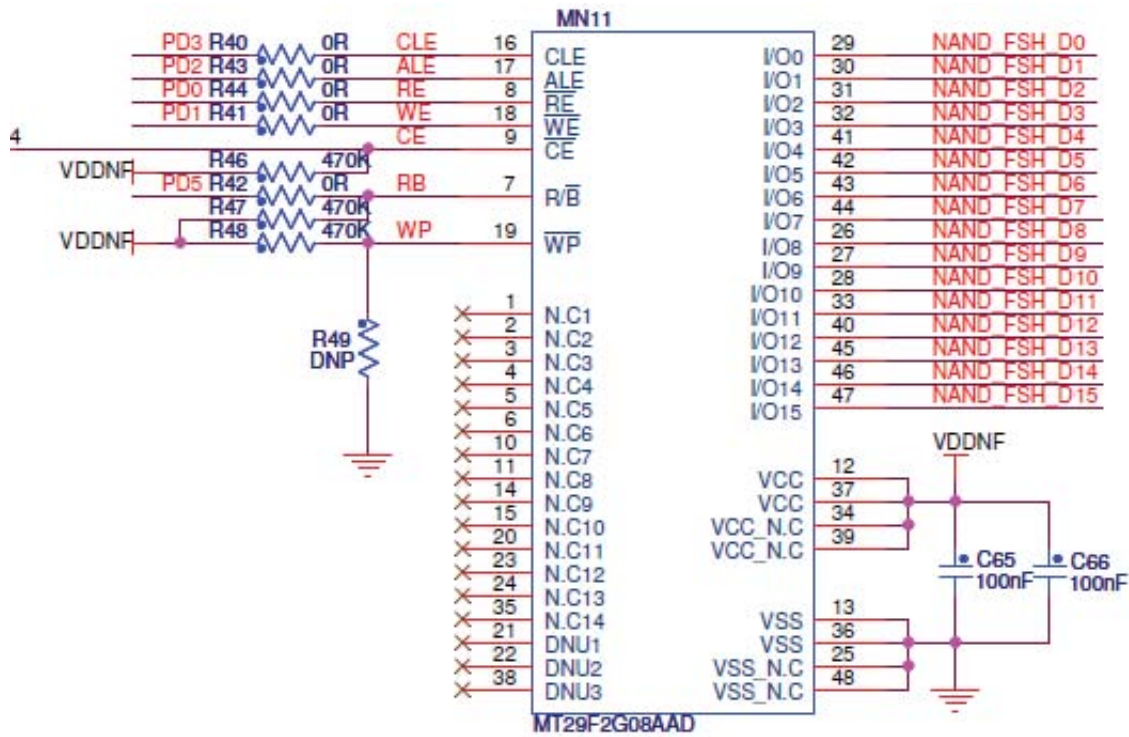 MN11
PD3 R40 0R CLE 16 CLE I/O0 29 NAND_FSH_D0
PD2 R43 0R ALE 17 ALE I/O1 30 NAND_FSH_D1
PD0 R44 0R RE 8 RE I/O2 31 NAND_FSH_D2
PD1 R41 0R WE 18 WE I/O3 32 NAND_FSH_D3
4 CE 9 CE I/O4 41 NAND_FSH_D4
VDDNF R46 470K I/O5 42 NAND_FSH_D5
PD5 R42 0R RB 7 R/B I/O6 43 NAND_FSH_D6
R47 470K I/O7 44 NAND_FSH_D7
VDDNF R48 470K WP 19 WP I/O8 26 NAND_FSH_D8
I/O9 27 NAND_FSH_D9
I/O10 28 NAND_FSH_D10
1 N.C1 I/O11 33 NAND_FSH_D11
2 N.C2 I/O12 40 NAND_FSH_D12
R49 3 N.C3 I/O13 45 NAND_FSH_D13
DNP 4 N.C4 I/O14 46 NAND_FSH_D14
5 N.C5 I/O15 47 NAND_FSH_D15
6 N.C6 VDDNF
10 N.C7
11 N.C8 VCC 12
14 N.C9 VCC 37
15 N.C10 VCC_N.C 34
20 N.C11 VCC_N.C 39
23 N.C12 C65 C66
24 N.C13 100nF 100nF
35 N.C14 VSS 13
21 DNU1 VSS 36
22 DNU2 VSS_N.C 25
38 DNU3 VSS_N.C 48
MT29F2G08AAD